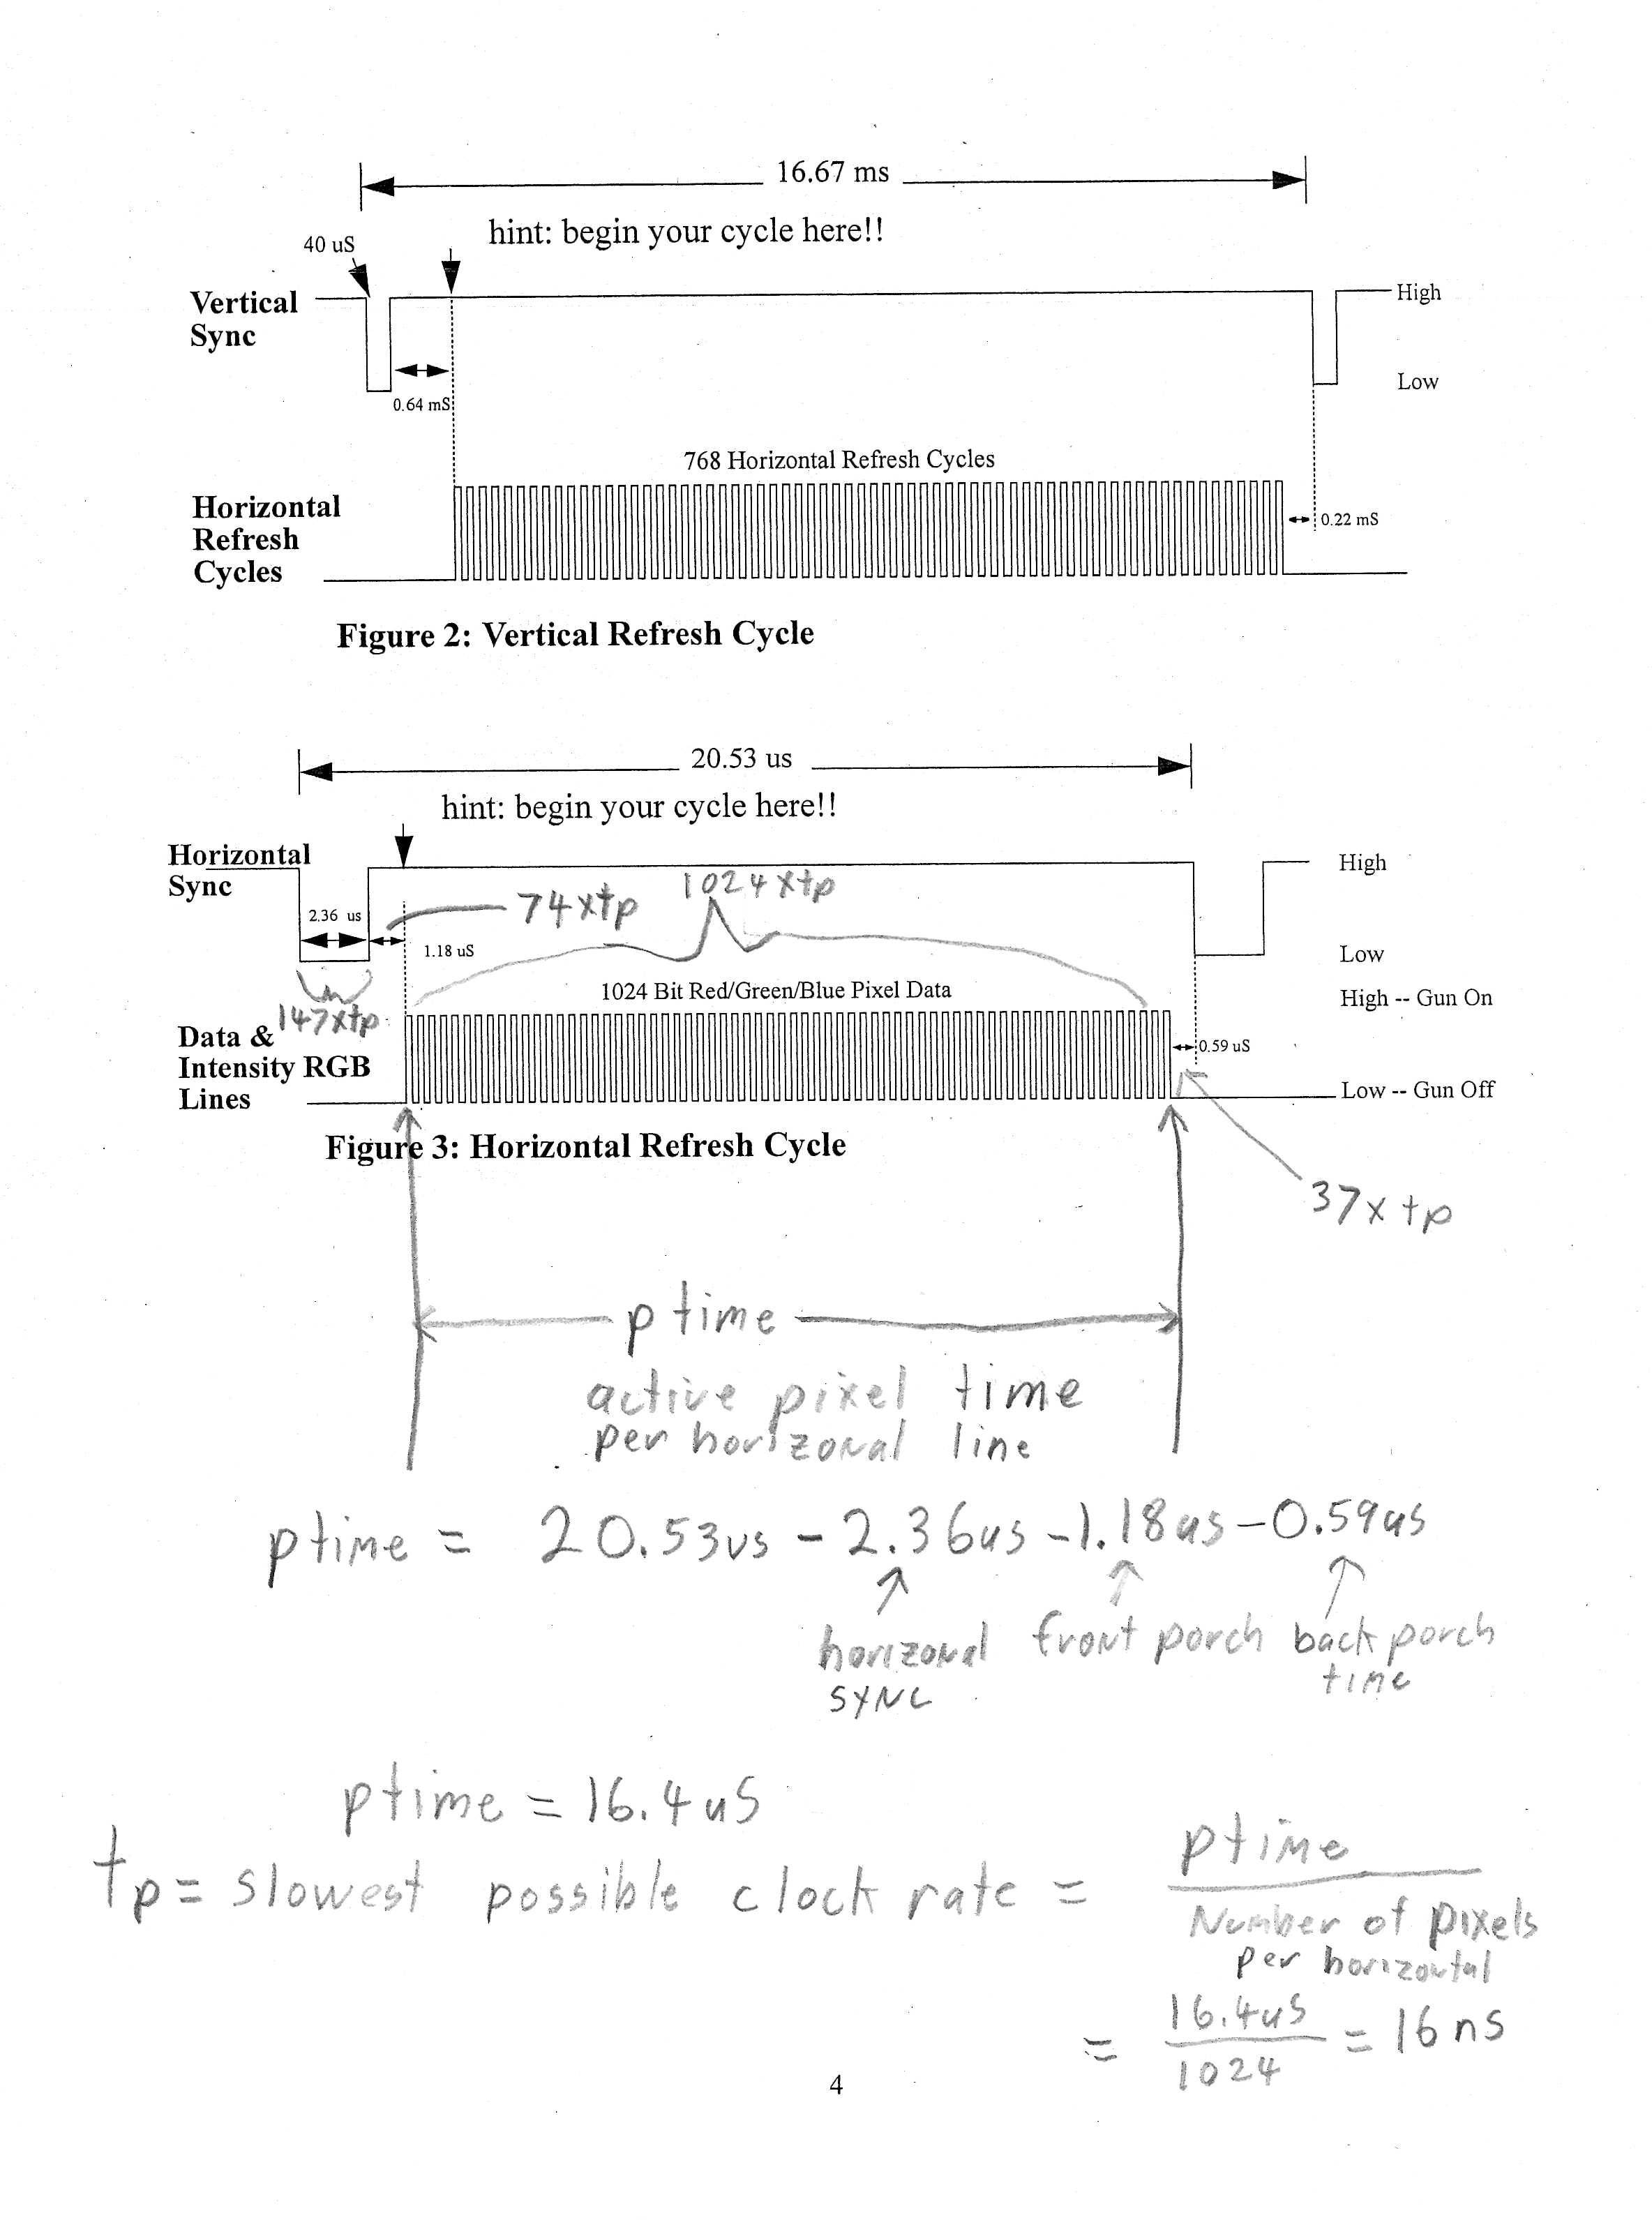 16.67 ms
hint: begin your cycle here!!
40 uS
Vertical
Sync
High
Low
0.64 mS
768 Horizontal Refresh Cycles
Horizontal
Refresh
Cycles
0.22 mS
Figure 2: Vertical Refresh Cycle
20.53 us
hint: begin your cycle here!!
Horizontal
Sync
High
1024xtp
74xtp
2.36 us
1.18 uS
Low
1024 Bit Red/Green/Blue Pixel Data
High -- Gun On
147xtp
Data &
Intensity RGB
Lines
0.59 uS
Low -- Gun Off
Figure 3: Horizontal Refresh Cycle
37x tp
ptime
active pixel time
per horizonal line
ptime = 20.53us - 2.36us - 1.18us - 0.59us
horizonal front porch back porch
sync time
ptime = 16.4uS
tp = slowest possible clock rate = ptime
Number of pixels
per horizontal
= 16.4uS = 16 ns
1024
4